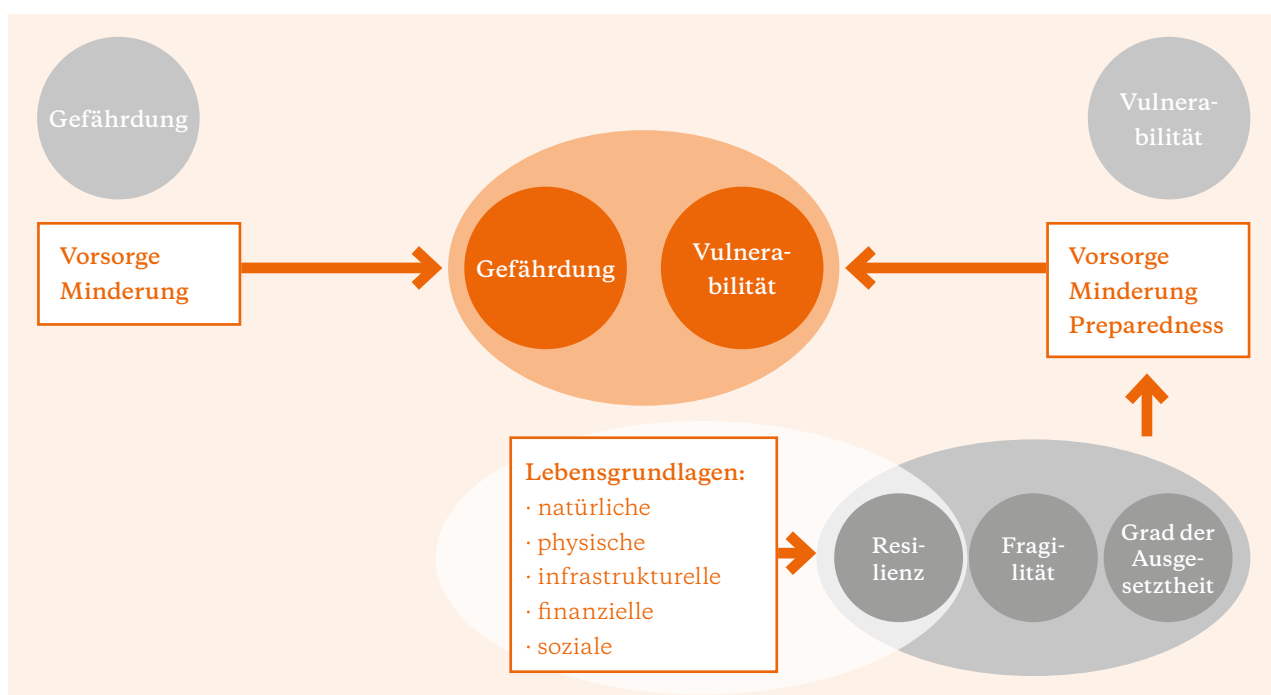 Gefährdung
Vulnera-
bilität
Vorsorge
Minderung
Gefährdung
Vulnera-
bilität
Vorsorge
Minderung
Preparedness
Lebensgrundlagen:
· natürliche
· physische
· infrastrukturelle
· finanzielle
· soziale
Resi-
lienz
Fragi-
lität
Grad der
Ausge-
setztheit